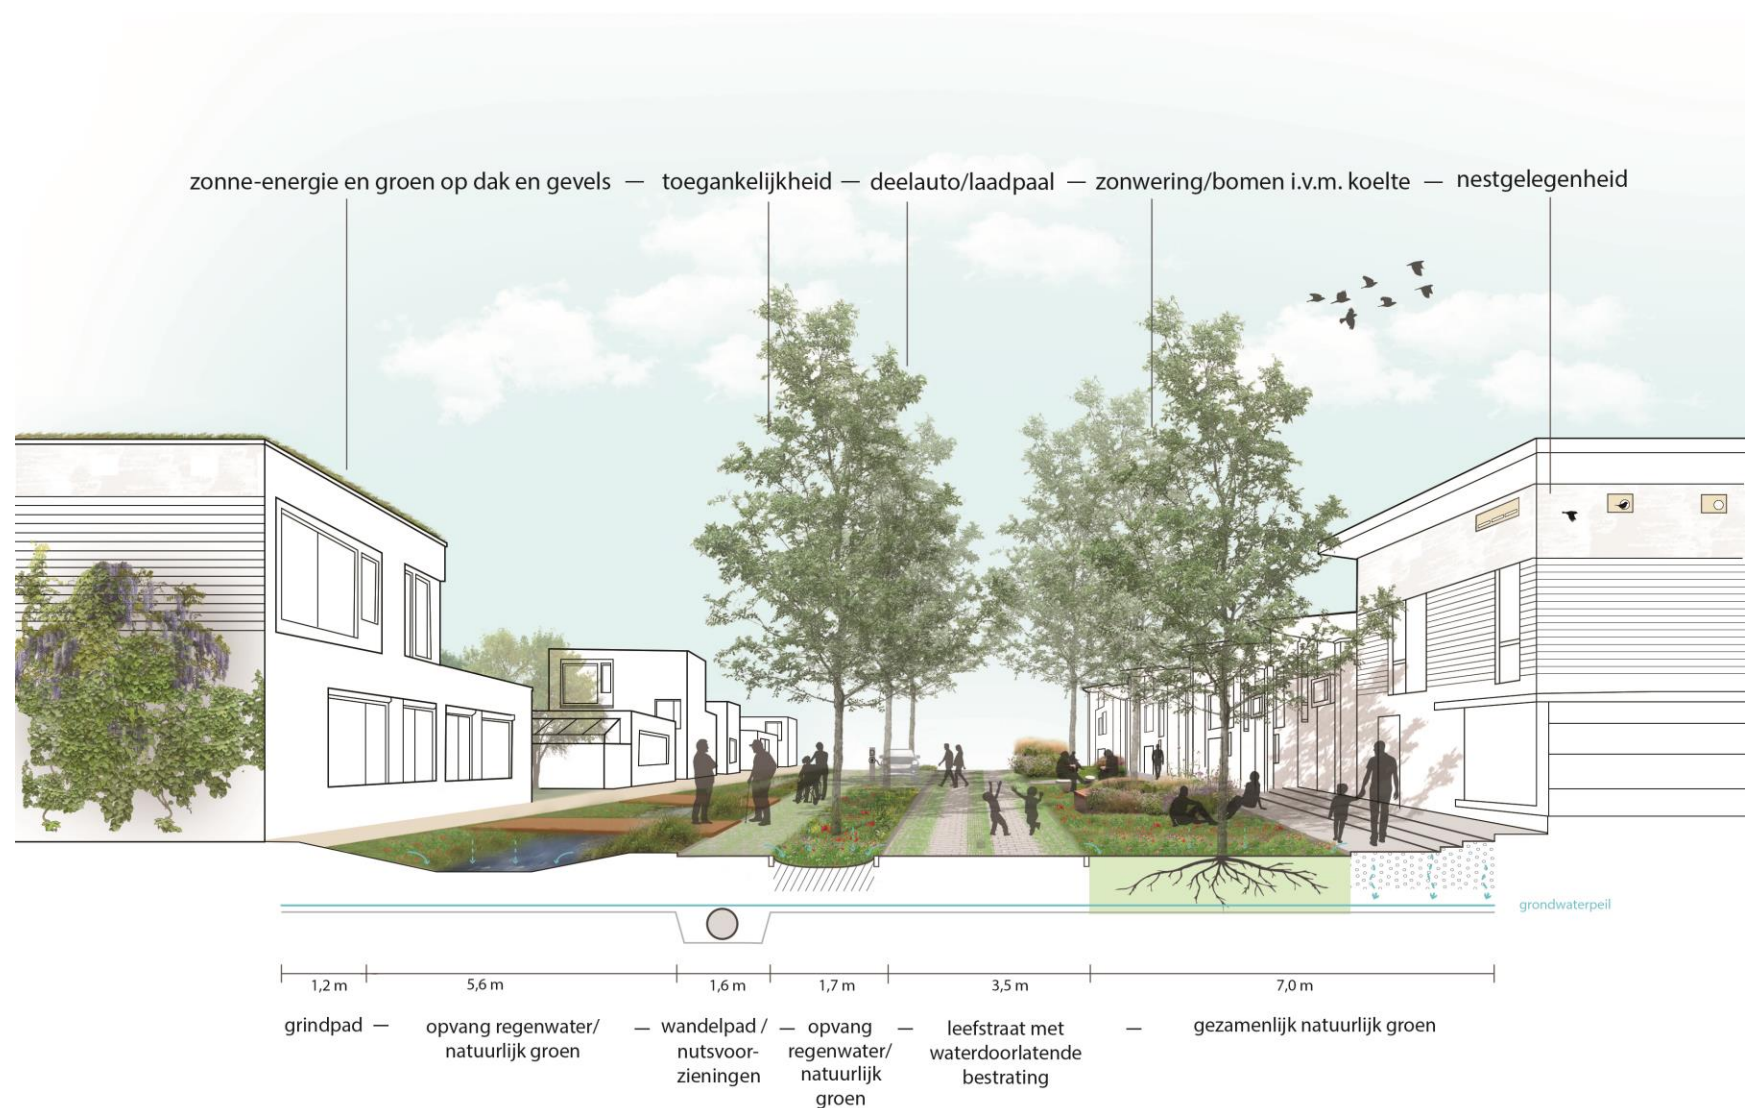 zonne-energie en groen op dak en gevels — toegankelijkheid — deelauto/laadpaal — zonwering/bomen i.v.m. koelte — nestgelegenheid
grondwaterpeil
1,2 m
5,6 m
1,6 m
1,7 m
3,5 m
7,0 m
grindpad —
opvang regenwater/
natuurlijk groen
— wandelpad /
nutsvoor-
zieningen
— opvang
regenwater/
natuurlijk
groen
— leefstraat met
waterdoorlatende
bestrating
— gezamenlijk natuurlijk groen